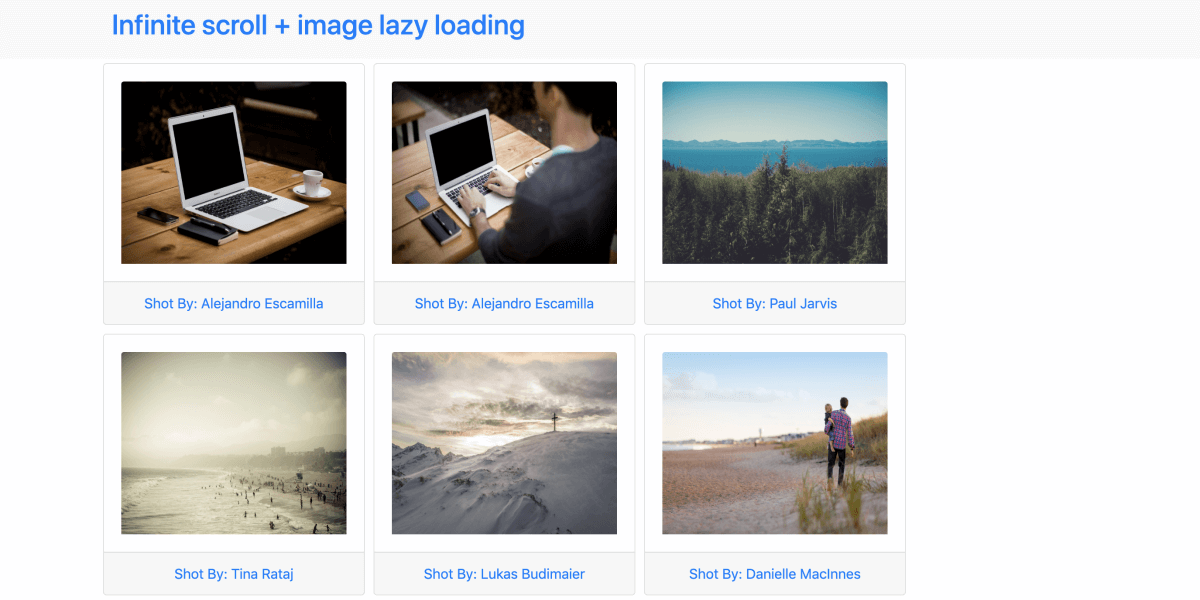 Infinite scroll + image lazy loading
Shot By: Alejandro Escamilla
Shot By: Alejandro Escamilla
Shot By: Paul Jarvis
Shot By: Tina Rataj
Shot By: Lukas Budimaier
Shot By: Danielle MacInnes